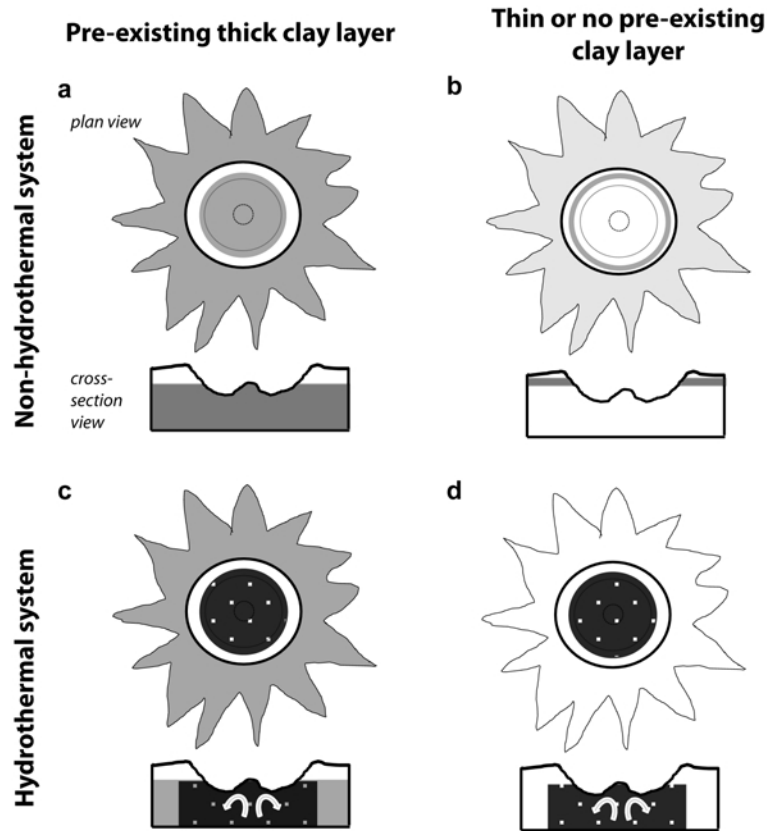 Pre-existing thick clay layer
Thin or no pre-existing
clay layer
Non-hydrothermal system
a
plan view
b
cross-
section
view
Hydrothermal system
c
d